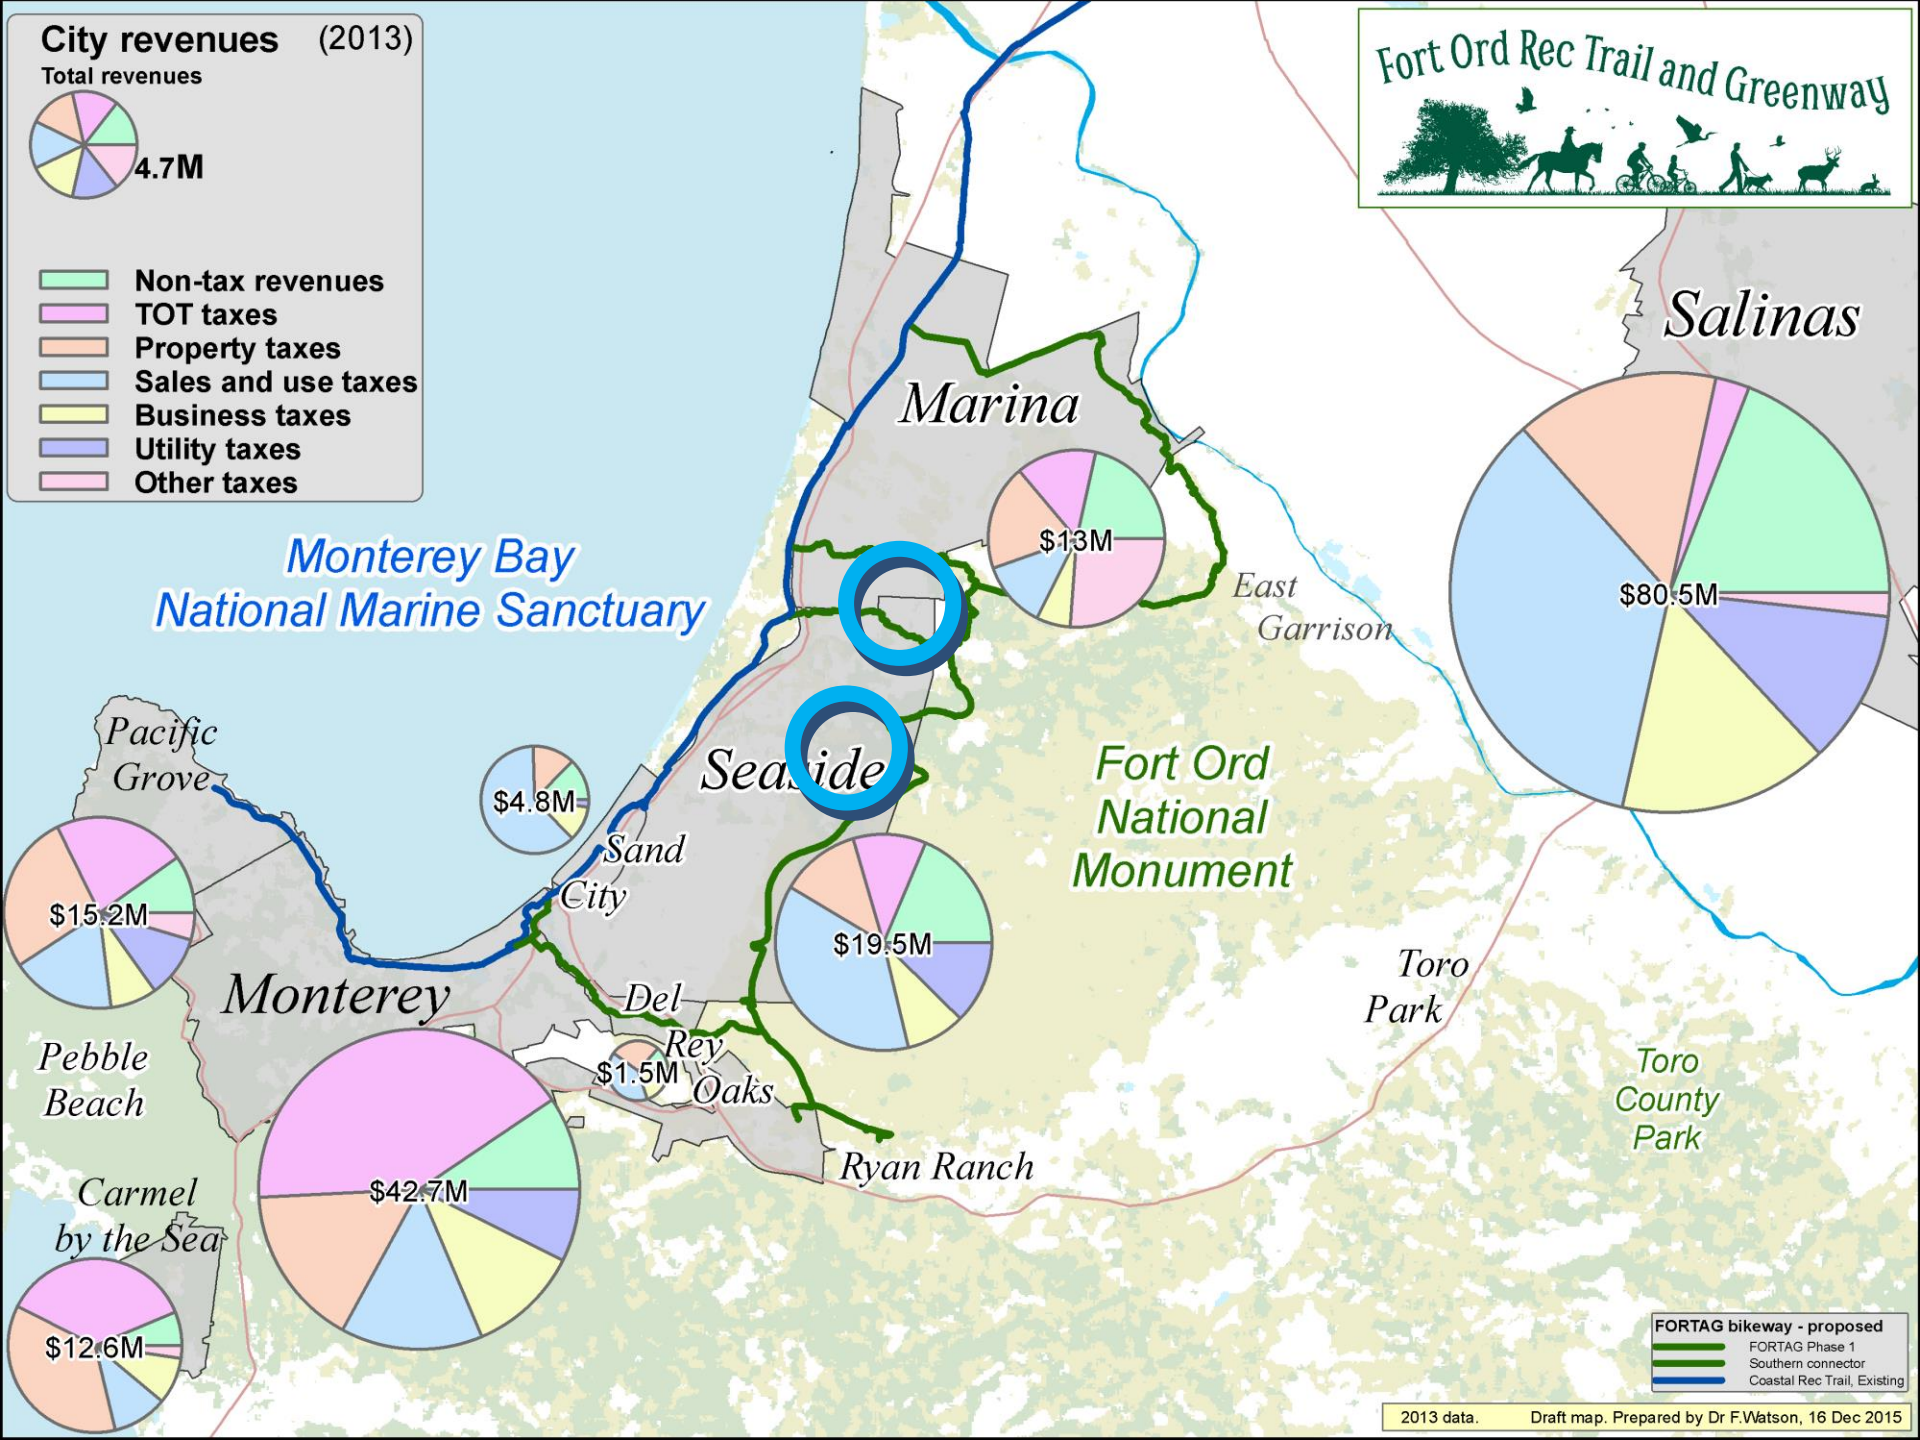 City revenues (2013)
Total revenues
4.7M
Non-tax revenues
TOT taxes
Property taxes
Sales and use taxes
Business taxes
Utility taxes
Other taxes
Fort Ord Rec Trail and Greenway
Salinas
$80.5M
Marina
$13M
Monterey Bay
National Marine Sanctuary
East
Garrison
Pacific
Grove
$15.2M
Seaside
$4.8M
Sand
City
$19.5M
Fort Ord
National
Monument
Toro
Park
Monterey
Del
Rey
Oaks
$1.5M
Pebble
Beach
Toro
County
Park
Ryan Ranch
$42.7M
Carmel
by the Sea
$12.6M
FORTAG bikeway - proposed
FORTAG Phase 1
Southern connector
Coastal Rec Trail, Existing
2013 data. Draft map. Prepared by Dr F.Watson, 16 Dec 2015